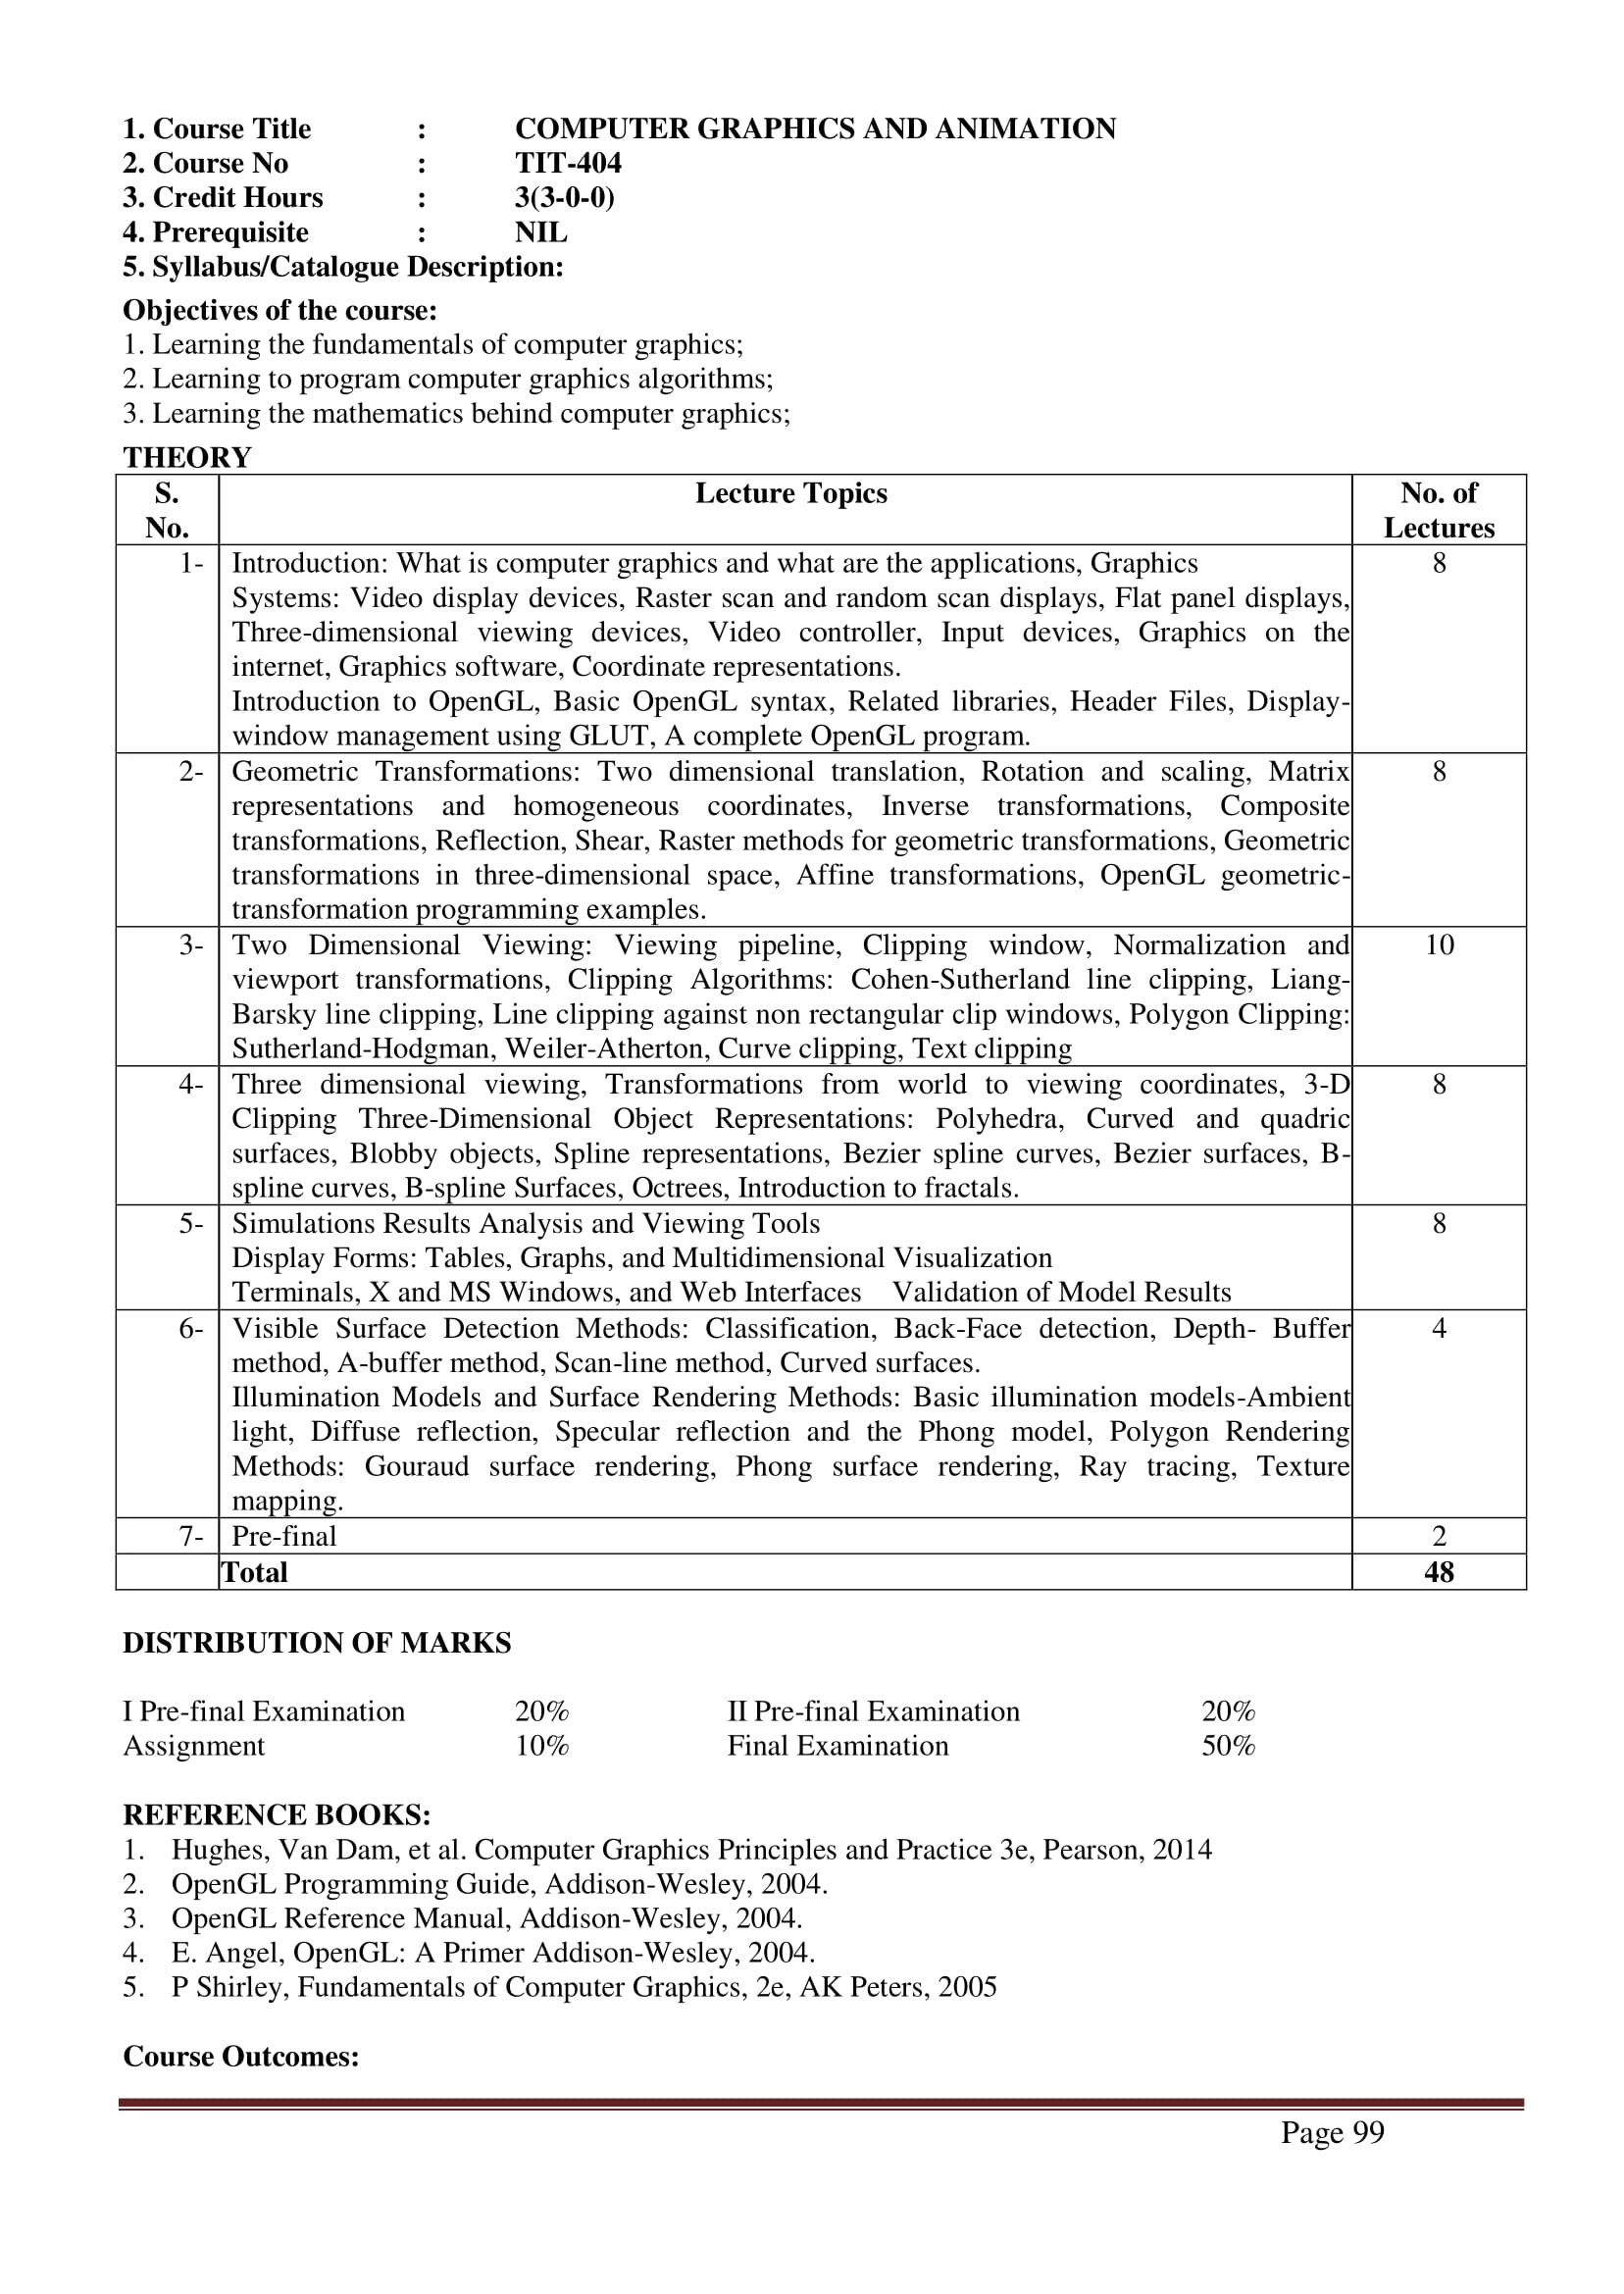 1. Course Title : COMPUTER GRAPHICS AND ANIMATION
2. Course No : TIT-404
3. Credit Hours : 3(3-0-0)
4. Prerequisite : NIL
5. Syllabus/Catalogue Description:
Objectives of the course:
1. Learning the fundamentals of computer graphics;
2. Learning to program computer graphics algorithms;
3. Learning the mathematics behind computer graphics;
THEORY
S. No. Lecture Topics No. of Lectures
1- Introduction: What is computer graphics and what are the applications, Graphics 8
Systems: Video display devices, Raster scan and random scan displays, Flat panel displays,
Three-dimensional viewing devices, Video controller, Input devices, Graphics on the
internet, Graphics software, Coordinate representations.
Introduction to OpenGL, Basic OpenGL syntax, Related libraries, Header Files, Display-
window management using GLUT, A complete OpenGL program.
2- Geometric Transformations: Two dimensional translation, Rotation and scaling, Matrix 8
representations and homogeneous coordinates, Inverse transformations, Composite
transformations, Reflection, Shear, Raster methods for geometric transformations, Geometric
transformations in three-dimensional space, Affine transformations, OpenGL geometric-
transformation programming examples.
3- Two Dimensional Viewing: Viewing pipeline, Clipping window, Normalization and 10
viewport transformations, Clipping Algorithms: Cohen-Sutherland line clipping, Liang-
Barsky line clipping, Line clipping against non rectangular clip windows, Polygon Clipping:
Sutherland-Hodgman, Weiler-Atherton, Curve clipping, Text clipping
4- Three dimensional viewing, Transformations from world to viewing coordinates, 3-D 8
Clipping Three-Dimensional Object Representations: Polyhedra, Curved and quadric
surfaces, Blobby objects, Spline representations, Bezier spline curves, Bezier surfaces, B-
spline curves, B-spline Surfaces, Octrees, Introduction to fractals.
5- Simulations Results Analysis and Viewing Tools 8
Display Forms: Tables, Graphs, and Multidimensional Visualization
Terminals, X and MS Windows, and Web Interfaces Validation of Model Results
6- Visible Surface Detection Methods: Classification, Back-Face detection, Depth- Buffer 4
method, A-buffer method, Scan-line method, Curved surfaces.
Illumination Models and Surface Rendering Methods: Basic illumination models-Ambient
light, Diffuse reflection, Specular reflection and the Phong model, Polygon Rendering
Methods: Gouraud surface rendering, Phong surface rendering, Ray tracing, Texture
mapping.
7- Pre-final 2
Total 48
DISTRIBUTION OF MARKS
I Pre-final Examination 20% II Pre-final Examination 20%
Assignment 10% Final Examination 50%
REFERENCE BOOKS:
1. Hughes, Van Dam, et al. Computer Graphics Principles and Practice 3e, Pearson, 2014
2. OpenGL Programming Guide, Addison-Wesley, 2004.
3. OpenGL Reference Manual, Addison-Wesley, 2004.
4. E. Angel, OpenGL: A Primer Addison-Wesley, 2004.
5. P Shirley, Fundamentals of Computer Graphics, 2e, AK Peters, 2005
Course Outcomes:
Page 99